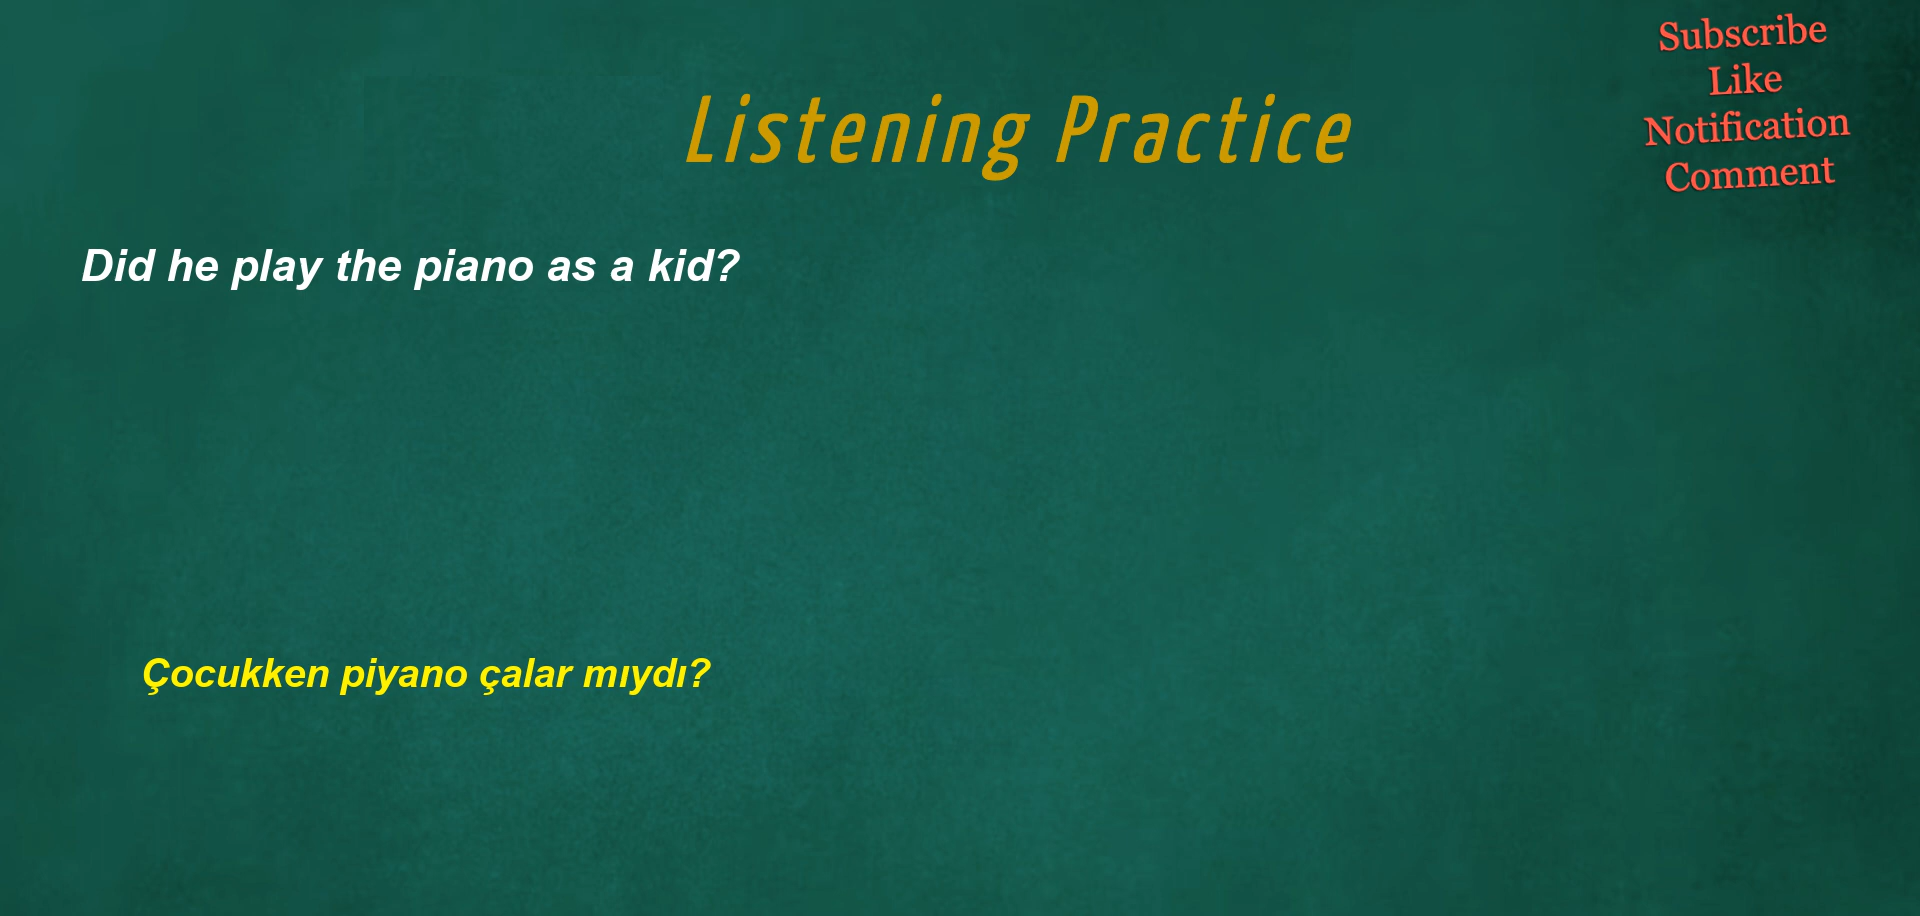 Subscribe
Like
Notification
Comment
Listening Practice
Did he play the piano as a kid?
Çocukken piyano çalar mıydı?